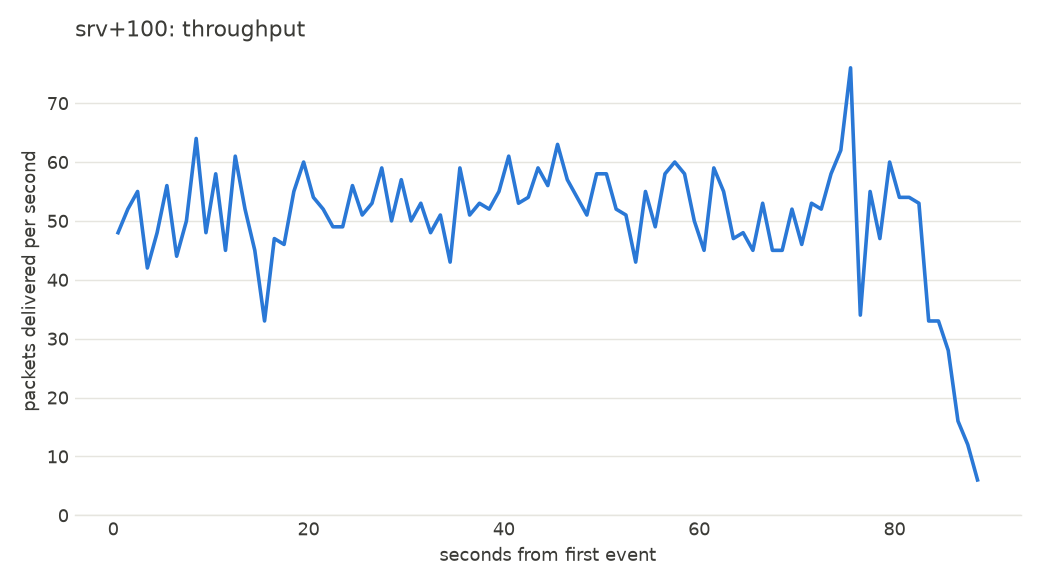 srv+100: throughput
packets delivered per second
70
60
50
40
30
20
10
0
0 20 40 60 80
seconds from first event